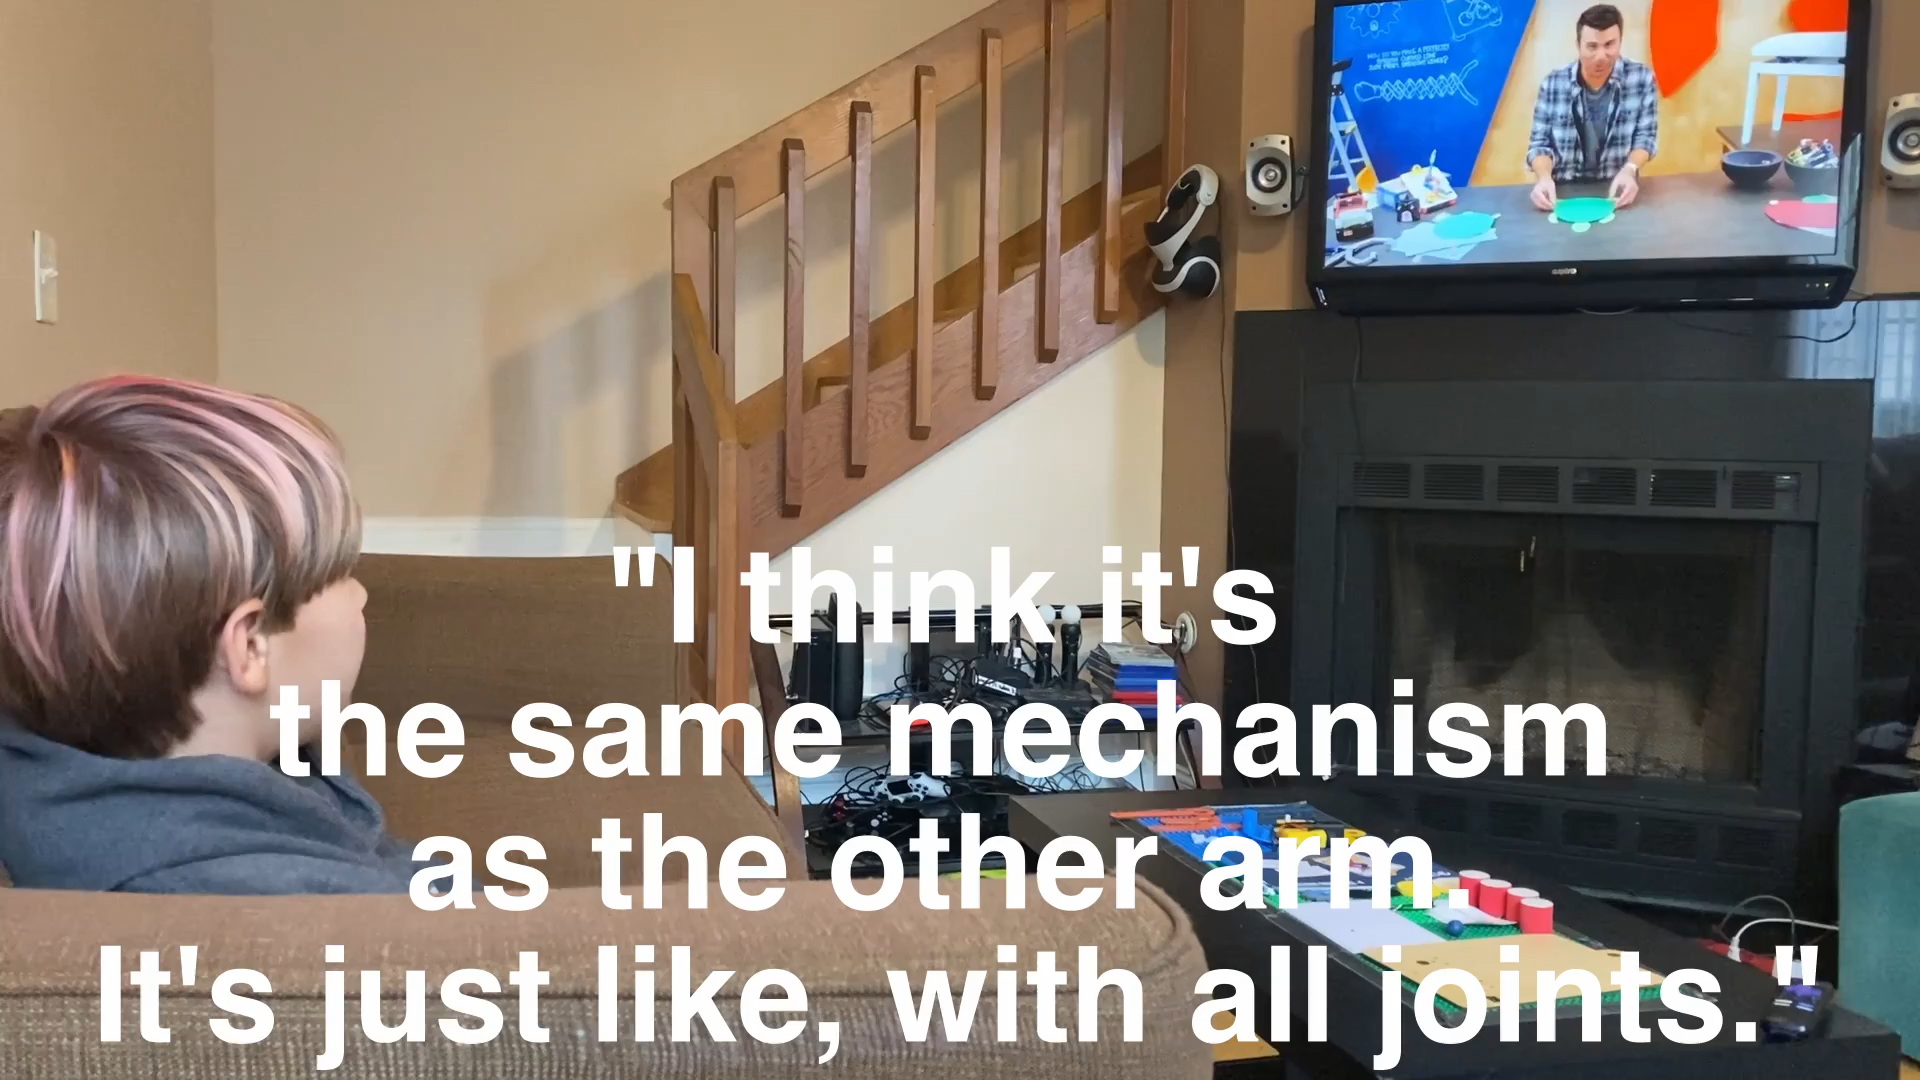 "I think it's
the same mechanism
as the other arm.
It's just like, with all joints."